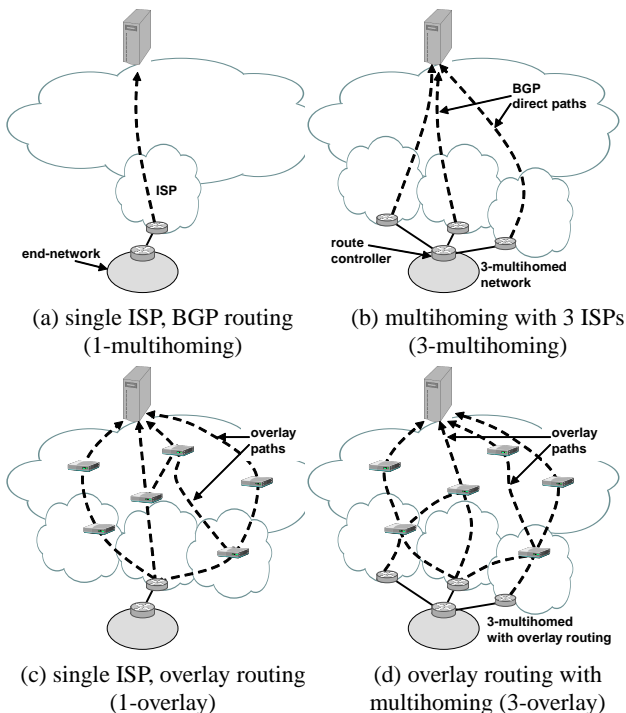 ISP
end-network
(a) single ISP, BGP routing
(1-multihoming)
BGP
direct paths
route
controller
3-multihomed
network
(b) multihoming with 3 ISPs
(3-multihoming)
overlay
paths
(c) single ISP, overlay routing
(1-overlay)
overlay
paths
3-multihomed
with overlay routing
(d) overlay routing with
multihoming (3-overlay)